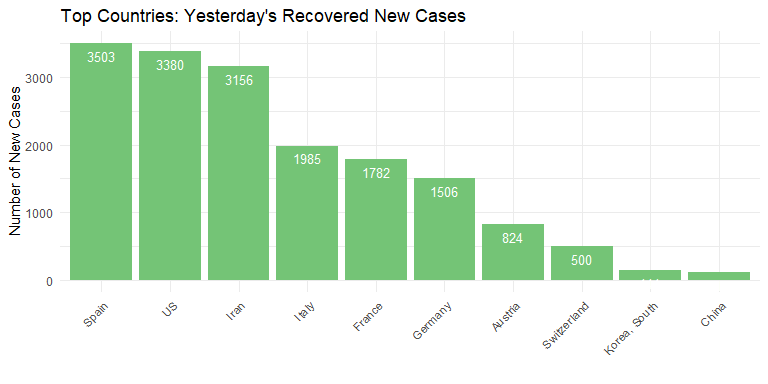 Top Countries: Yesterday's Recovered New Cases
Number of New Cases
3000
2000
1000
0
3503
3380
3156
1985
1782
1506
824
500
Spain
US
Iran
Italy
France
Germany
Austria
Switzerland
Korea, South
China